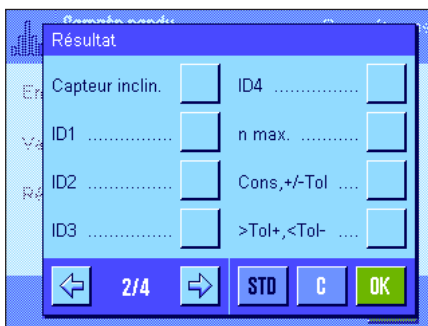 Résultat
Capteur inclin.
ID4 ................
ID1 ................
n max. ...........
ID2 ................
Cons,+/-Tol ....
ID3 ................
>Tol+,<Tol- ....
2/4
STD
C
OK